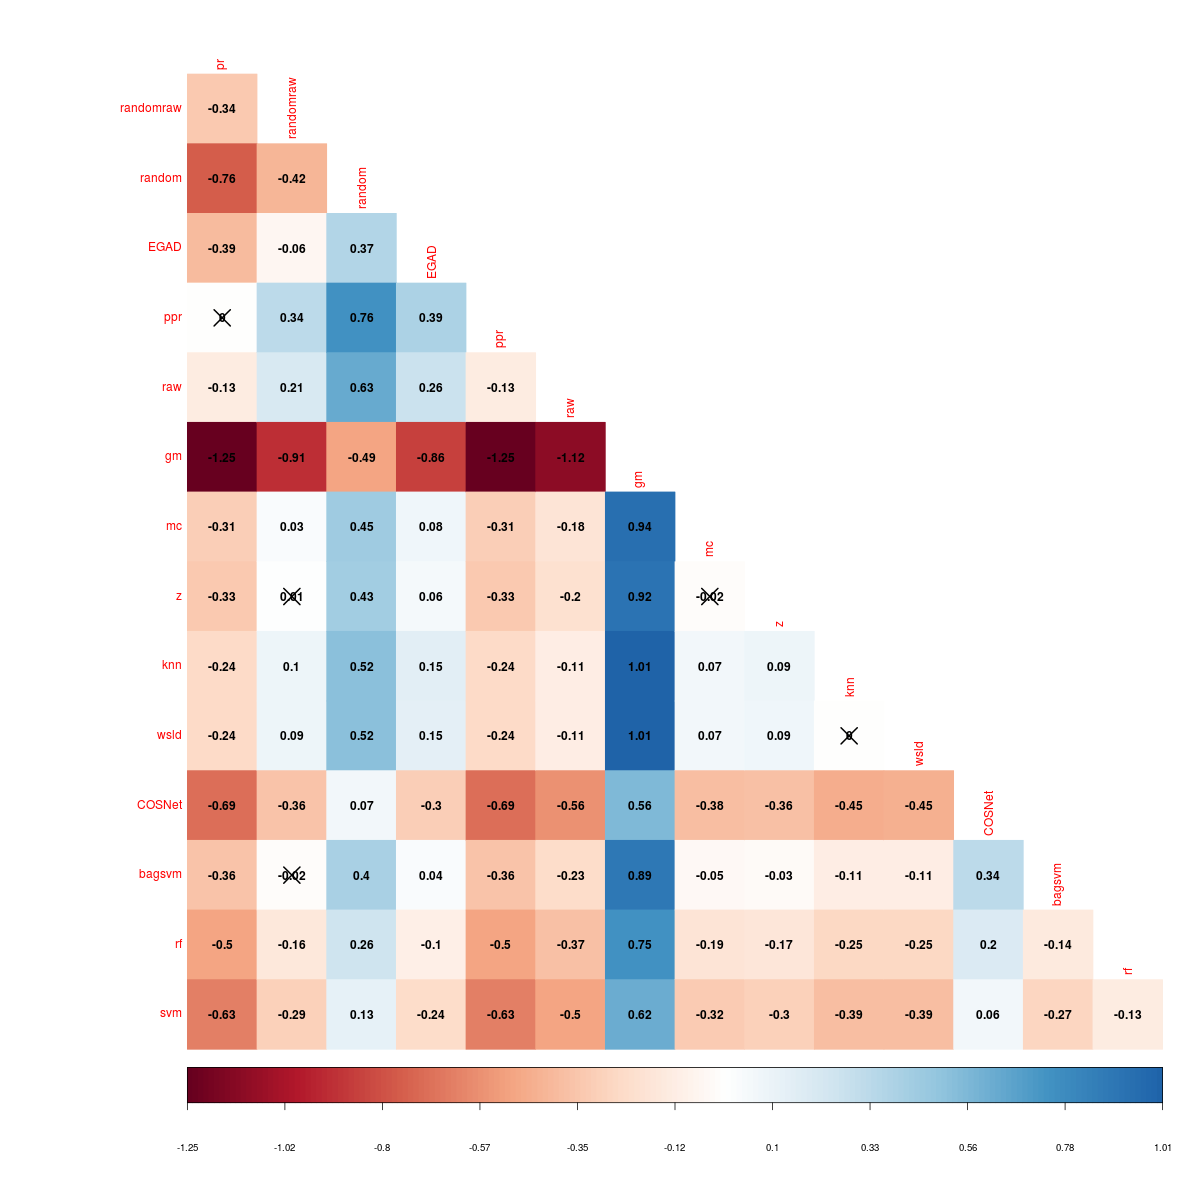 pr
randomraw -0.34 randomraw
random -0.76 -0.42 random
EGAD -0.39 -0.06 0.37 EGAD
ppr 0 0.34 0.76 0.39 ppr
raw -0.13 0.21 0.63 0.26 -0.13 raw
gm -1.25 -0.91 -0.49 -0.86 -1.25 -1.12 gm
mc -0.31 0.03 0.45 0.08 -0.31 -0.18 0.94 mc
z -0.33 0.01 0.43 0.06 -0.33 -0.2 0.92 -0.02 z
knn -0.24 0.1 0.52 0.15 -0.24 -0.11 1.01 0.07 0.09 knn
wsld -0.24 0.09 0.52 0.15 -0.24 -0.11 1.01 0.07 0.09 0 wsld
COSNet -0.69 -0.36 0.07 -0.3 -0.69 -0.56 0.56 -0.38 -0.36 -0.45 -0.45 COSNet
bagsvm -0.36 -0.02 0.4 0.04 -0.36 -0.23 0.89 -0.05 -0.03 -0.11 -0.11 0.34 bagsvm
rf -0.5 -0.16 0.26 -0.1 -0.5 -0.37 0.75 -0.19 -0.17 -0.25 -0.25 0.2 -0.14 rf
svm -0.63 -0.29 0.13 -0.24 -0.63 -0.5 0.62 -0.32 -0.3 -0.39 -0.39 0.06 -0.27 -0.13
-1.25 -1.02 -0.8 -0.57 -0.35 -0.12 0.1 0.33 0.56 0.78 1.01